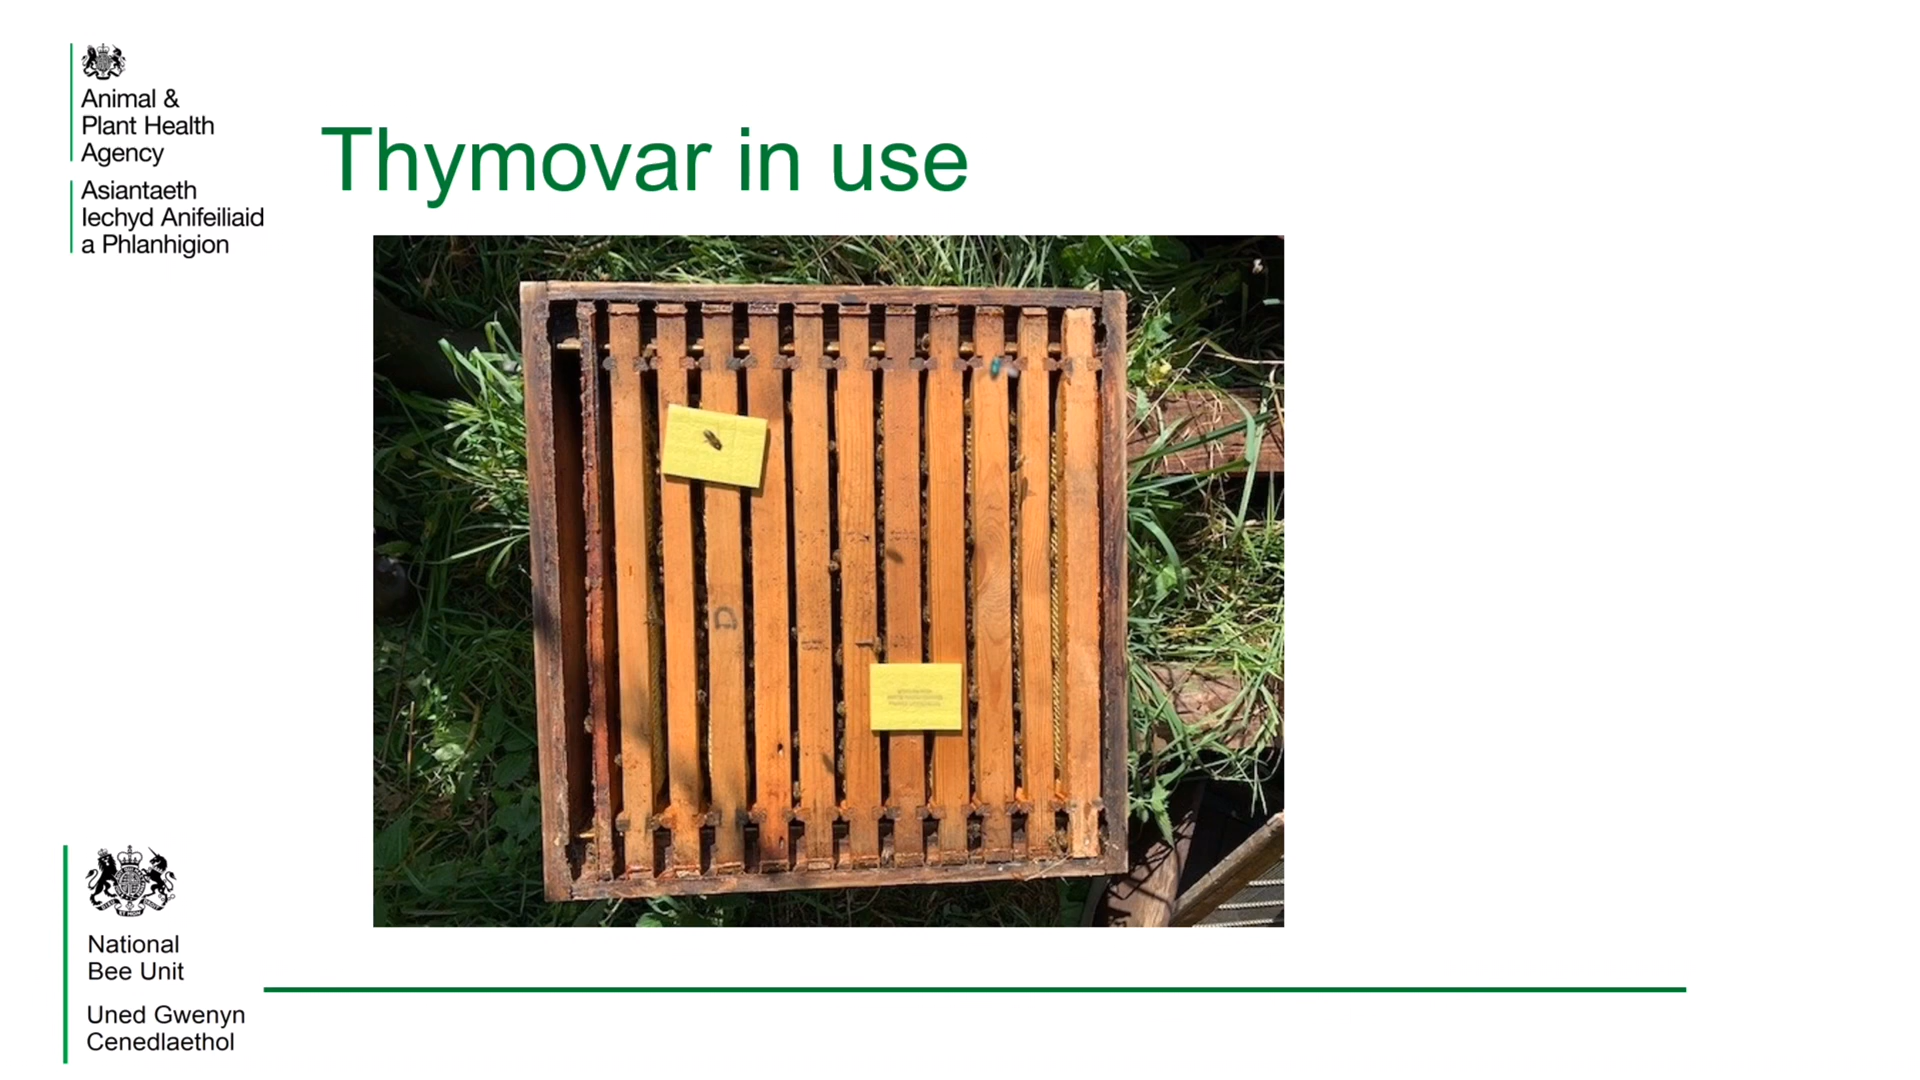 Animal &
Plant Health
Agency
Asiantaeth
Iechyd Anifeiliaid
a Phlanhigion
Thymovar in use
D
National
Bee Unit
Uned Gwenyn
Cenedlaethol